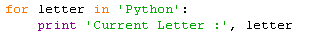 for letter in 'Python':
    print 'Current Letter :', letter